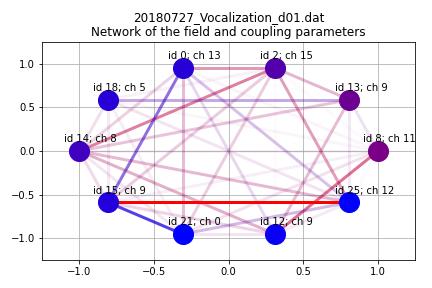 20180727_Vocalization_d01.dat
Network of the field and coupling parameters
1.0
0.5
0.0
−0.5
−1.0
id 0; ch 13
id 2; ch 15
id 18; ch 5
id 13; ch 9
id 14; ch 8
id 8; ch 11
id 15; ch 9
id 25; ch 12
id 21; ch 0
id 12; ch 9
−1.0 −0.5 0.0 0.5 1.0